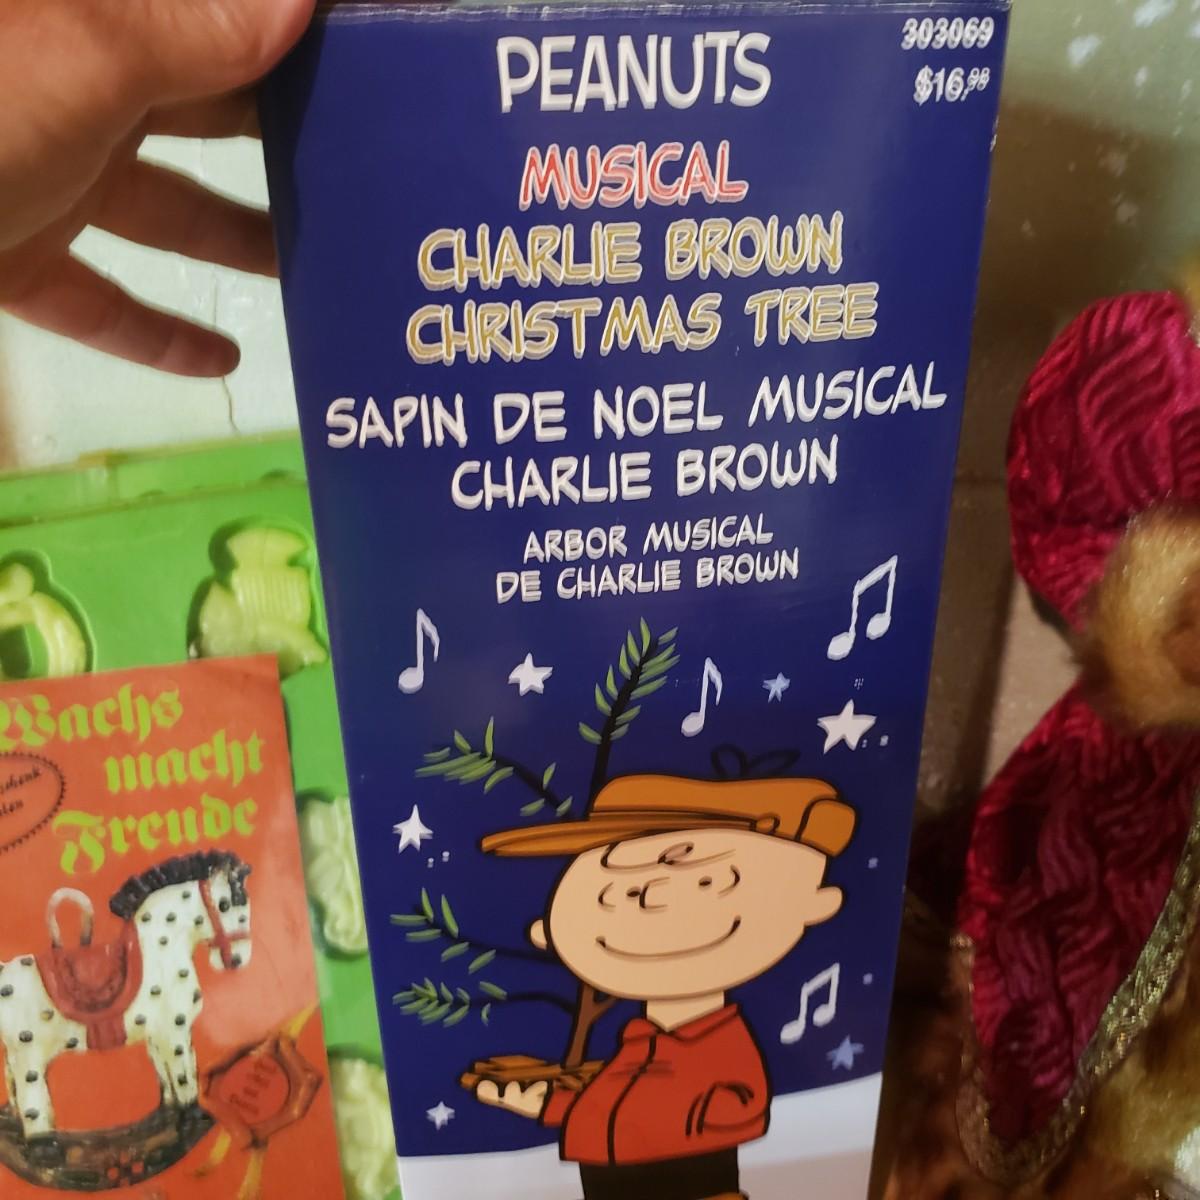 PEANUTS
303069
$16.98
MUSICAL
CHARLIE BROWN
CHRISTMAS TREE
SAPIN DE NOEL MUSICAL
CHARLIE BROWN
ARBOR MUSICAL
DE CHARLIE BROWN
Wachs
macht
Freude